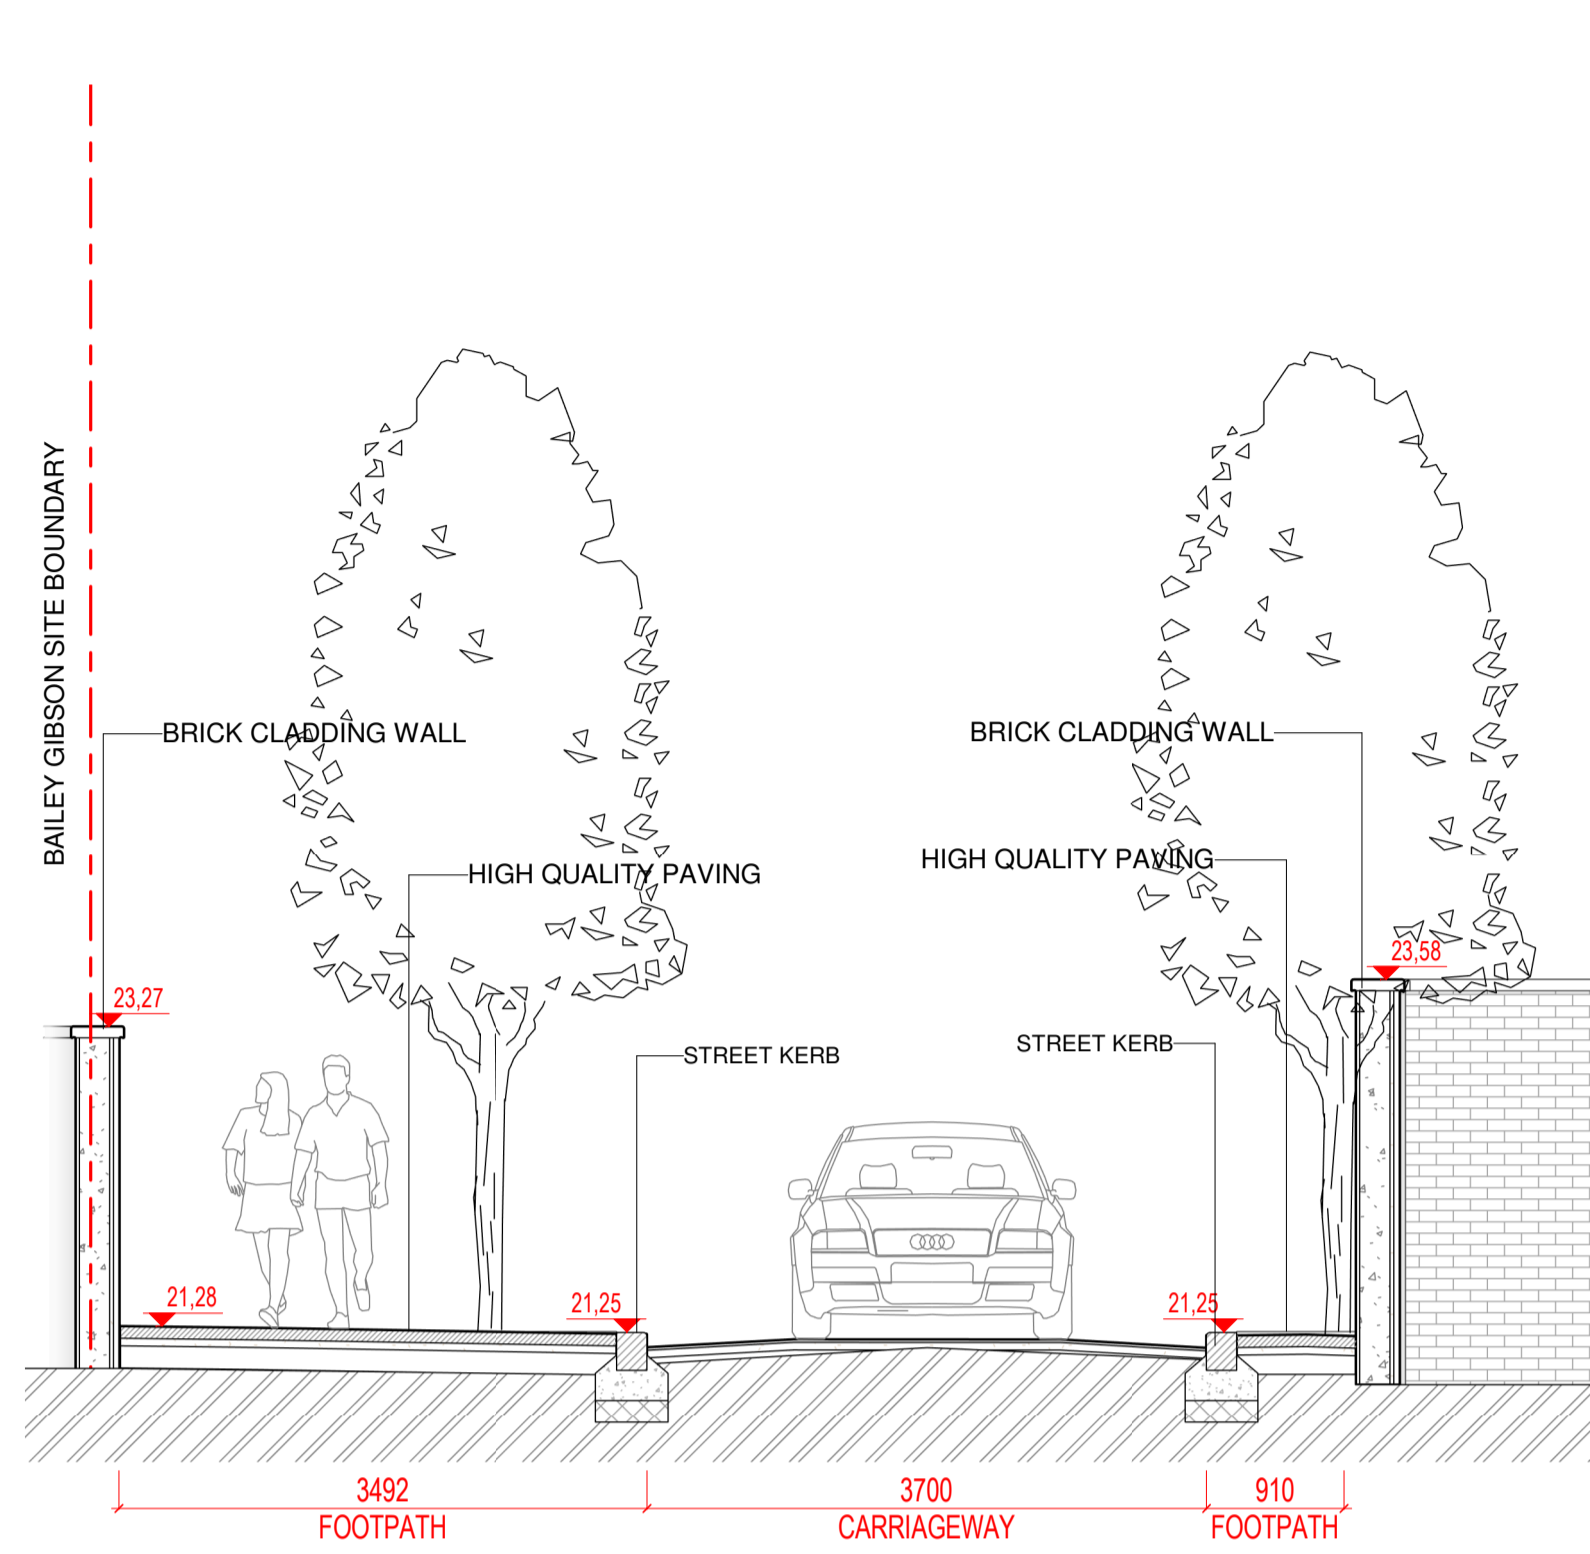 BAILEY GIBSON SITE BOUNDARY
BRICK CLADDING WALL
BRICK CLADDING WALL
HIGH QUALITY PAVING
HIGH QUALITY PAVING
23,58
23,27
STREET KERB
STREET KERB
21,28
21,25
21,25
3492
3700
910
FOOTPATH
CARRIAGEWAY
FOOTPATH